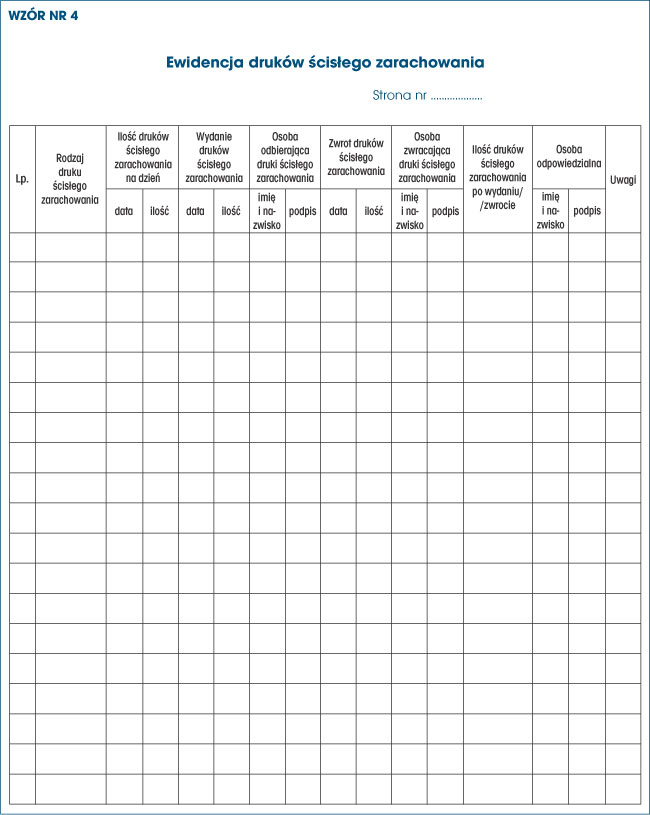 WZÓR NR 4
Ewidencja druków ścisłego zarachowania
Strona nr ...................
Lp.
Rodzaj
druku
ścisłego
zarachowania
Ilość druków
ścisłego
zarachowania
na dzień
Wydanie
druków
ścisłego
zarachowania
Osoba
odbierająca
druki ścisłego
zarachowania
Zwrot druków
ścisłego
zarachowania
Osoba
zwracająca
druki ścisłego
zarachowania
Ilość druków
ścisłego
zarachowania
po wydaniu/
/zwrocie
Osoba
odpowiedzialna
Uwagi
data
ilość
data
ilość
imię
i na-
zwisko
podpis
data
ilość
imię
i na-
zwisko
podpis
imię
i na-
zwisko
podpis